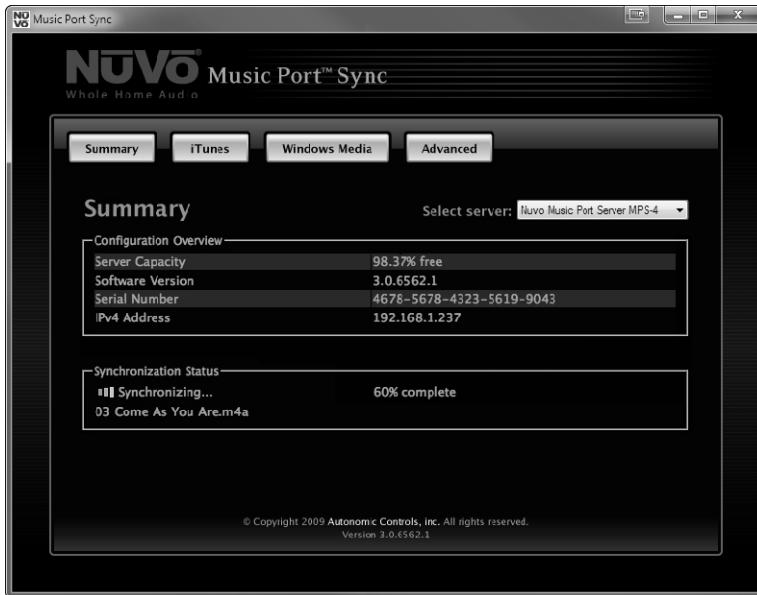 NUVO Music Port Sync
NŪVŌ® Music Port™ Sync
Whole Home Audio
Summary iTunes Windows Media Advanced
Summary Select server: Nuvo Music Port Server MPS-4
Configuration Overview
Server Capacity 98.37% free
Software Version 3.0.6562.1
Serial Number 4678-5678-4323-5619-9043
IPv4 Address 192.168.1.237
Synchronization Status
Synchronizing... 60% complete
03 Come As You Are.m4a
© Copyright 2009 Autonomic Controls, inc. All rights reserved.
Version 3.0.6562.1